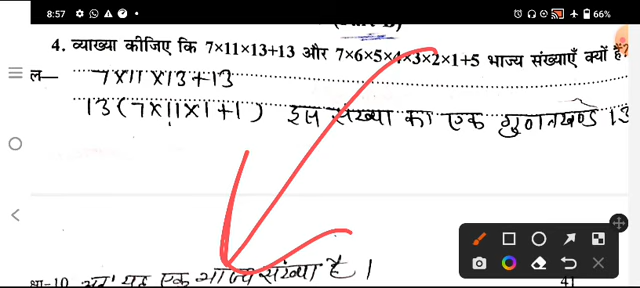 8:57
66%
4. व्याख्या कीजिए कि 7×11×13+13 और 7×6×5×4×3×2×1+5 भाज्य संख्याएँ क्यों हैं?
ल— 7×11×13+13
13(7×11×1+1) इस संख्या का एक गुणनखण्ड 13
10 अतः यह एक भाज्य संख्या है। 41